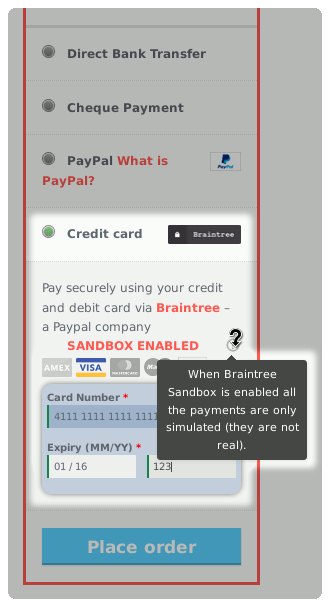 Direct Bank Transfer
Cheque Payment
PayPal What is
PayPal?
PayPal
Credit card
Braintree
Pay securely using your credit
and debit card via Braintree –
a Paypal company
SANDBOX ENABLED
?
AMEX VISA MASTERCARD
When Braintree
Sandbox is enabled all
the payments are only
simulated (they are not
real).
Card Number *
4111 1111 1111 1111
Expiry (MM/YY) *
01 / 16
123
Place order